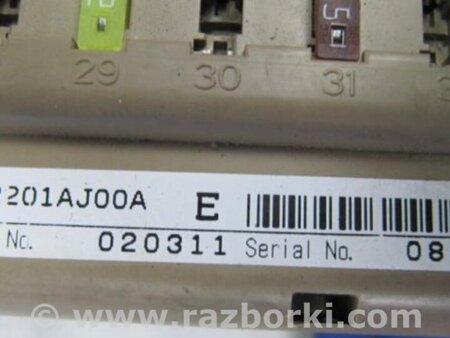 5
29 30 31
201AJ00A E
No. 020311 Serial No. 08
© www.razborki.com